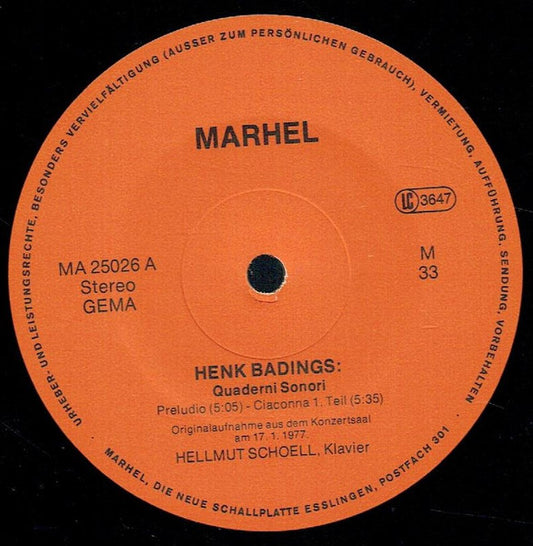 URHEBER- UND LEISTUNGSRECHTE, BESONDERS VERVIELFÄLTIGUNG (AUSSER ZUM PERSÖNLICHEN GEBRAUCH), VERMIETUNG, AUFFÜHRUNG, SENDUNG, VORBEHALTEN
MARHEL
LC 3647
MA 25026 A
Stereo
GEMA
M
33
HENK BADINGS:
Quaderni Sonori
Preludio (5:05) - Ciaconna 1. Teil (5:35)
Originalaufnahme aus dem Konzertsaal
am 17. 1. 1977.
HELLMUT SCHOELL, Klavier
MARHEL, DIE NEUE SCHALLPLATTE ESSLINGEN, POSTFACH 301